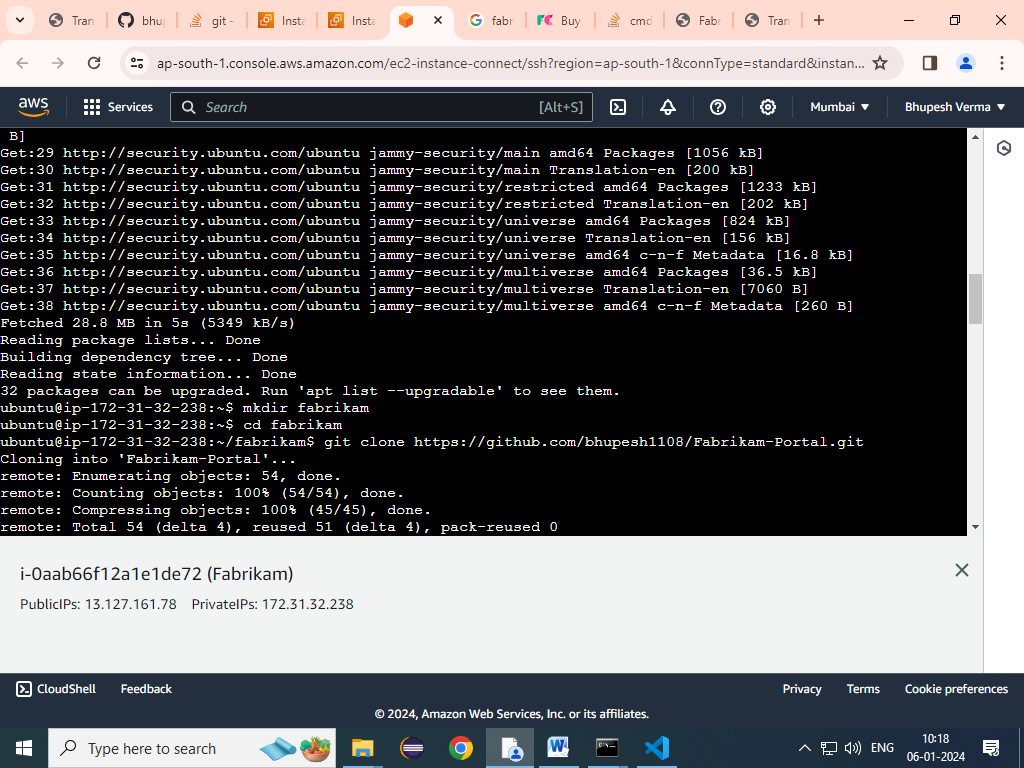 Tran
bhup
git -
Insta
Insta
fabr
Buy
cmd
Fabr
Tran
ap-south-1.console.aws.amazon.com/ec2-instance-connect/ssh?region=ap-south-1&connType=standard&instan...
aws
Services
Search
[Alt+S]
Mumbai
Bhupesh Verma
B]
Get:29 http://security.ubuntu.com/ubuntu jammy-security/main amd64 Packages [1056 kB]
Get:30 http://security.ubuntu.com/ubuntu jammy-security/main Translation-en [200 kB]
Get:31 http://security.ubuntu.com/ubuntu jammy-security/restricted amd64 Packages [1233 kB]
Get:32 http://security.ubuntu.com/ubuntu jammy-security/restricted Translation-en [202 kB]
Get:33 http://security.ubuntu.com/ubuntu jammy-security/universe amd64 Packages [824 kB]
Get:34 http://security.ubuntu.com/ubuntu jammy-security/universe Translation-en [156 kB]
Get:35 http://security.ubuntu.com/ubuntu jammy-security/universe amd64 c-n-f Metadata [16.8 kB]
Get:36 http://security.ubuntu.com/ubuntu jammy-security/multiverse amd64 Packages [36.5 kB]
Get:37 http://security.ubuntu.com/ubuntu jammy-security/multiverse Translation-en [7060 B]
Get:38 http://security.ubuntu.com/ubuntu jammy-security/multiverse amd64 c-n-f Metadata [260 B]
Fetched 28.8 MB in 5s (5349 kB/s)
Reading package lists... Done
Building dependency tree... Done
Reading state information... Done
32 packages can be upgraded. Run 'apt list --upgradable' to see them.
ubuntu@ip-172-31-32-238:~$ mkdir fabrikam
ubuntu@ip-172-31-32-238:~$ cd fabrikam
ubuntu@ip-172-31-32-238:~/fabrikam$ git clone https://github.com/bhupesh1108/Fabrikam-Portal.git
Cloning into 'Fabrikam-Portal'...
remote: Enumerating objects: 54, done.
remote: Counting objects: 100% (54/54), done.
remote: Compressing objects: 100% (45/45), done.
remote: Total 54 (delta 4), reused 51 (delta 4), pack-reused 0
i-0aab66f12a1e1de72 (Fabrikam)
PublicIPs: 13.127.161.78 PrivateIPs: 172.31.32.238
CloudShell
Feedback
Privacy
Terms
Cookie preferences
© 2024, Amazon Web Services, Inc. or its affiliates.
Type here to search
ENG
10:18
06-01-2024